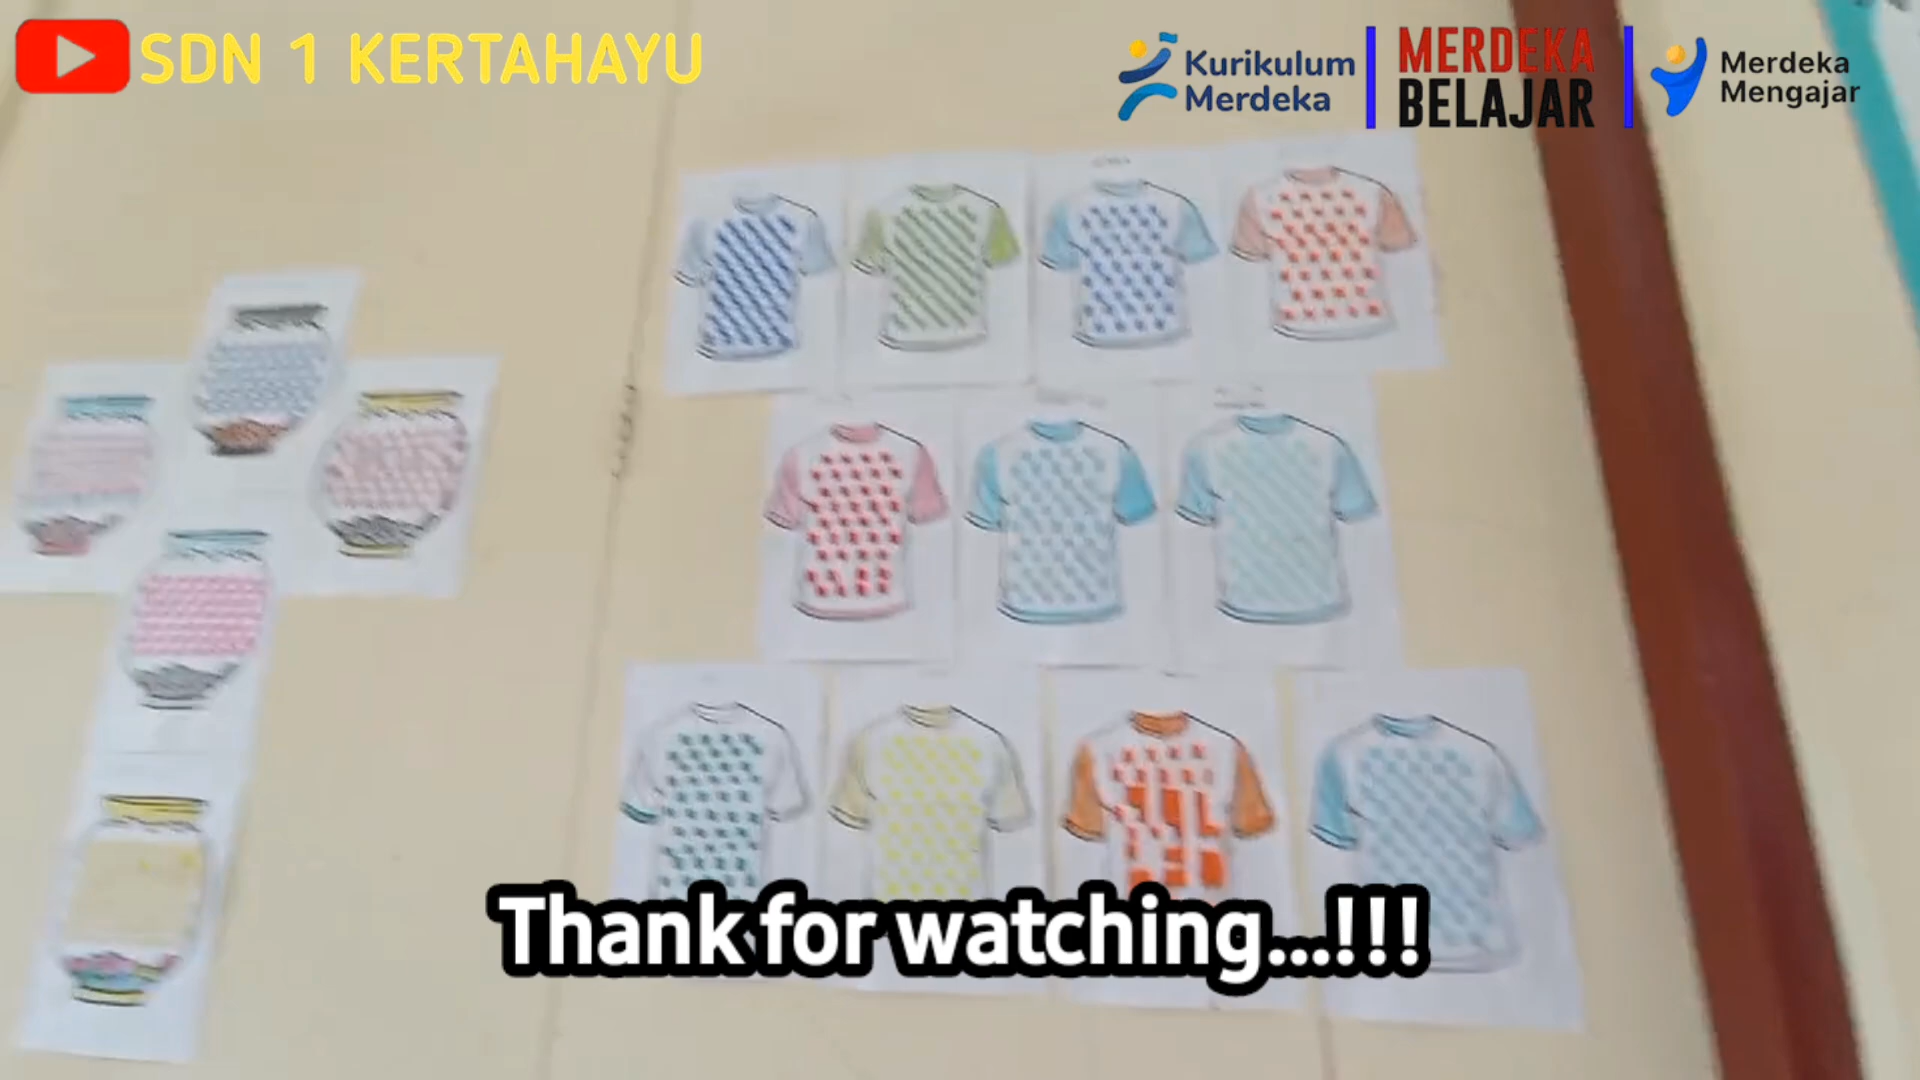 SDN 1 KERTAHAYU
Kurikulum
Merdeka
MERDEKA
BELAJAR
Merdeka
Mengajar
Thank for watching...!!!